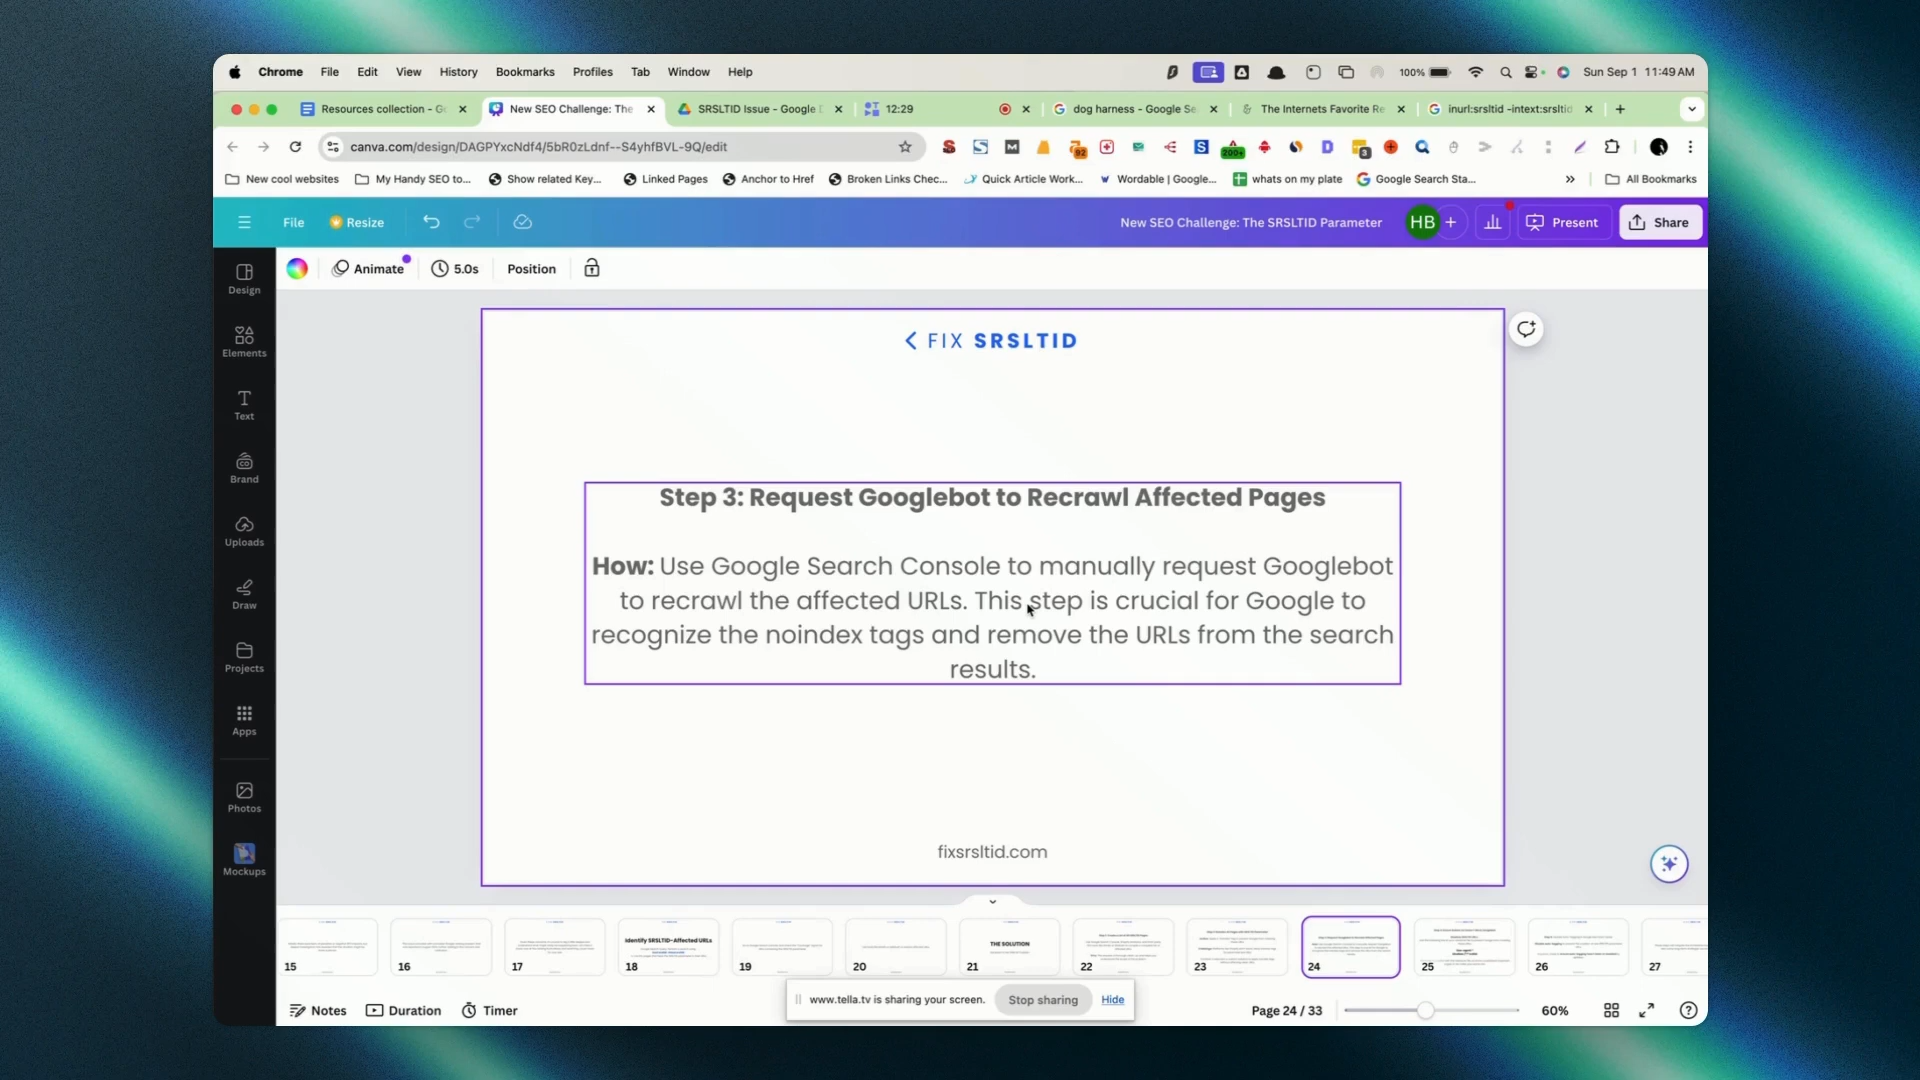 Chrome File Edit View History Bookmarks Profiles Tab Window Help 100% Sun Sep 1 11:49 AM
Resources collection - Go New SEO Challenge: The SRSLTID Issue - Google D 12:29 dog harness - Google Se The Internets Favorite Re inurl:srsltid -intext:srsltid
canva.com/design/DAGPYxcNdf4/5bR0zLdnf--S4yhfBVL-9Q/edit
New cool websites My Handy SEO to... Show related Key... Linked Pages Anchor to Href Broken Links Chec... Quick Article Work... Wordable | Google... whats on my plate Google Search Sta... All Bookmarks
File Resize New SEO Challenge: The SRSLTID Parameter HB Present Share
Animate 5.0s Position
Design
Elements
Text
Brand
Uploads
Draw
Projects
Apps
Photos
Mockups
FIX SRSLTID
Step 3: Request Googlebot to Recrawl Affected Pages
How: Use Google Search Console to manually request Googlebot
to recrawl the affected URLs. This step is crucial for Google to
recognize the noindex tags and remove the URLs from the search
results.
fixsrsltid.com
Identify SRSLTID-Affected URLs
THE SOLUTION
15 16 17 18 19 20 21 22 23 24 25 26 27
www.tella.tv is sharing your screen. Stop sharing Hide
Notes Duration Timer Page 24 / 33 60%